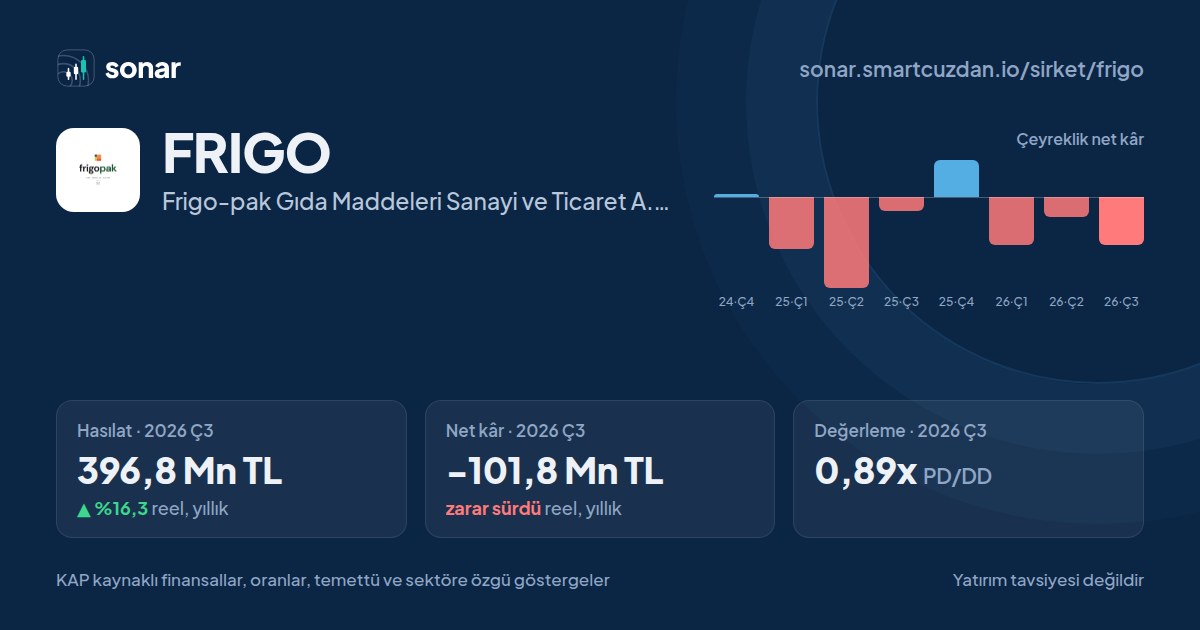 sonar
sonar.smartcuzdan.io/sirket/frigo
frigopak
FRIGO
Frigo-pak Gıda Maddeleri Sanayi ve Ticaret A. ...
Çeyreklik net kâr
24·Ç4 25·Ç1 25·Ç2 25·Ç3 25·Ç4 26·Ç1 26·Ç2 26·Ç3
Hasılat · 2026 Ç3
396,8 Mn TL
▲ %16,3 reel, yıllık
Net kâr · 2026 Ç3
-101,8 Mn TL
zarar sürdü reel, yıllık
Değerleme · 2026 Ç3
0,89x PD/DD
KAP kaynaklı finansallar, oranlar, temettü ve sektöre özgü göstergeler
Yatırım tavsiyesi değildir